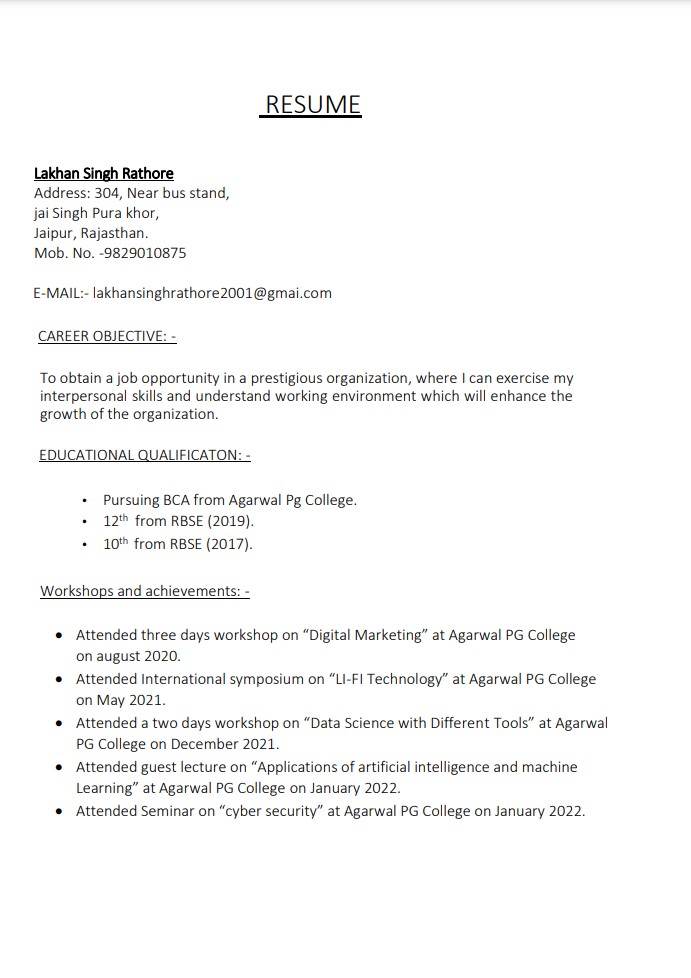 RESUME
Lakhan Singh Rathore
Address: 304, Near bus stand,
jai Singh Pura khor,
Jaipur, Rajasthan.
Mob. No. -9829010875
E-MAIL:- lakhansinghrathore2001@gmai.com
CAREER OBJECTIVE: -
To obtain a job opportunity in a prestigious organization, where I can exercise my
interpersonal skills and understand working environment which will enhance the
growth of the organization.
EDUCATIONAL QUALIFICATON: -
• Pursuing BCA from Agarwal Pg College.
• 12th from RBSE (2019).
• 10th from RBSE (2017).
Workshops and achievements: -
• Attended three days workshop on “Digital Marketing” at Agarwal PG College
on august 2020.
• Attended International symposium on “LI-FI Technology” at Agarwal PG College
on May 2021.
• Attended a two days workshop on “Data Science with Different Tools” at Agarwal
PG College on December 2021.
• Attended guest lecture on “Applications of artificial intelligence and machine
Learning” at Agarwal PG College on January 2022.
• Attended Seminar on “cyber security” at Agarwal PG College on January 2022.